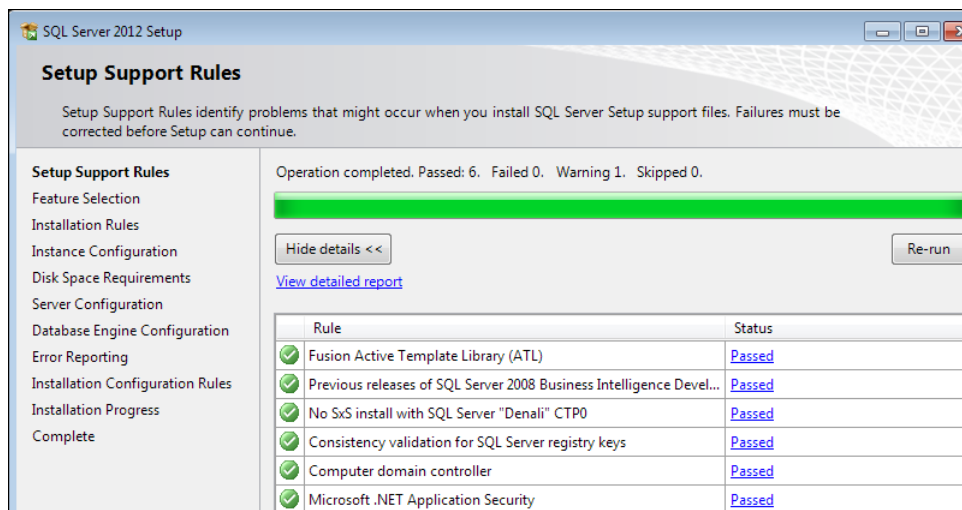 SQL Server 2012 Setup
Setup Support Rules
Setup Support Rules identify problems that might occur when you install SQL Server Setup support files. Failures must be
corrected before Setup can continue.
Setup Support Rules
Feature Selection
Installation Rules
Instance Configuration
Disk Space Requirements
Server Configuration
Database Engine Configuration
Error Reporting
Installation Configuration Rules
Installation Progress
Complete
Operation completed. Passed: 6.   Failed 0.   Warning 1.   Skipped 0.
Hide details <<
Re-run
View detailed report
Rule Status
Fusion Active Template Library (ATL) Passed
Previous releases of SQL Server 2008 Business Intelligence Devel... Passed
No SxS install with SQL Server "Denali" CTP0 Passed
Consistency validation for SQL Server registry keys Passed
Computer domain controller Passed
Microsoft .NET Application Security Passed